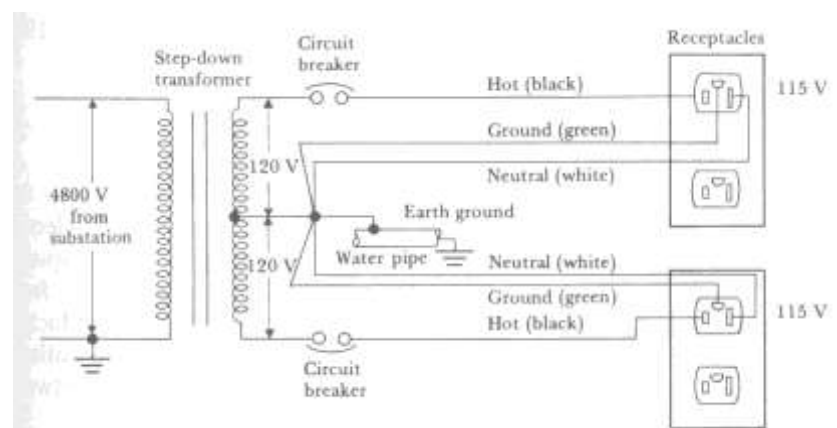 Circuit
breaker
Receptacles
Step-down
transformer
Hot (black)
115 V
Ground (green)
120 V
Neutral (white)
4800 V
from
substation
Earth ground
Water pipe
120 V
Neutral (white)
Ground (green)
Hot (black)
115 V
Circuit
breaker